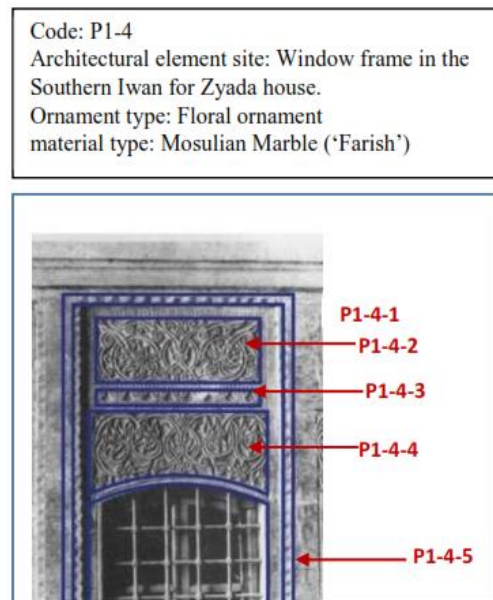 Code: P1-4
Architectural element site: Window frame in the
Southern Iwan for Zyada house.
Ornament type: Floral ornament
material type: Mosulian Marble (‘Farish’)
P1-4-1
P1-4-2
P1-4-3
P1-4-4
P1-4-5